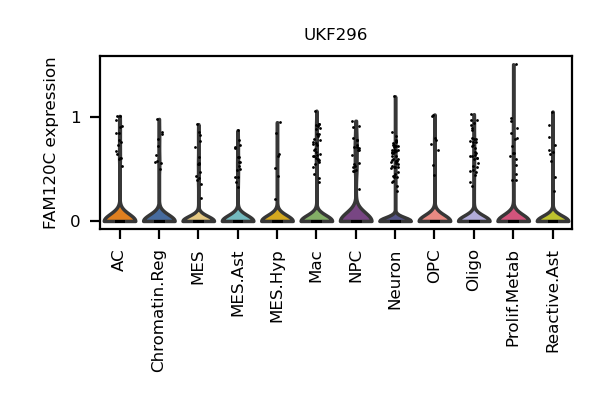 UKF296
FAM120C expression
1
0
AC
Chromatin.Reg
MES
MES.Ast
MES.Hyp
Mac
NPC
Neuron
OPC
Oligo
Prolif.Metab
Reactive.Ast